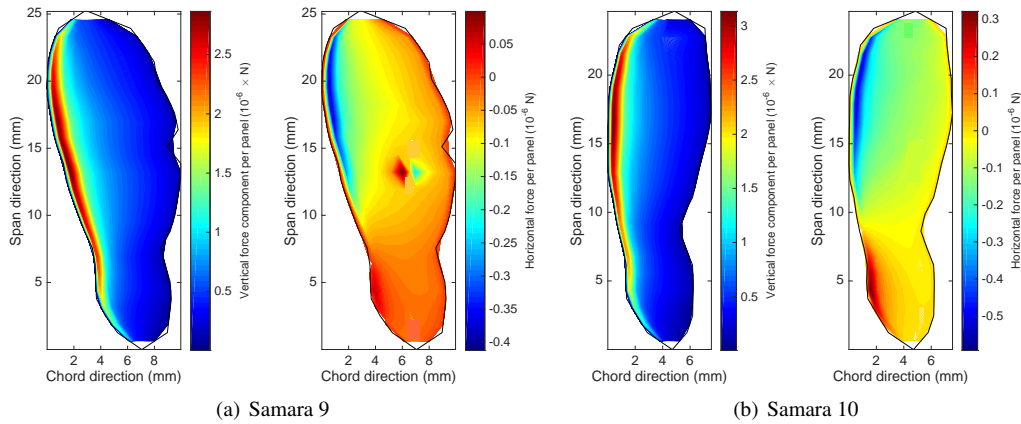 25
20
15
10
5
Span direction (mm)
2 4 6 8
Chord direction (mm)
2.5
2
1.5
1
0.5
Vertical force component per panel (10⁻⁶ × N)
25
20
15
10
5
Span direction (mm)
2 4 6 8
Chord direction (mm)
0.05
0
-0.05
-0.1
-0.15
-0.2
-0.25
-0.3
-0.35
-0.4
Horizontal force per panel (10⁻⁶ N)
(a) Samara 9
20
15
10
5
Span direction (mm)
2 4 6
Chord direction (mm)
3
2.5
2
1.5
1
0.5
Vertical force component per panel (10⁻⁶ × N)
20
15
10
5
Span direction (mm)
2 4 6
Chord direction (mm)
0.3
0.2
0.1
0
-0.1
-0.2
-0.3
-0.4
-0.5
Horizontal force per panel (10⁻⁶ N)
(b) Samara 10